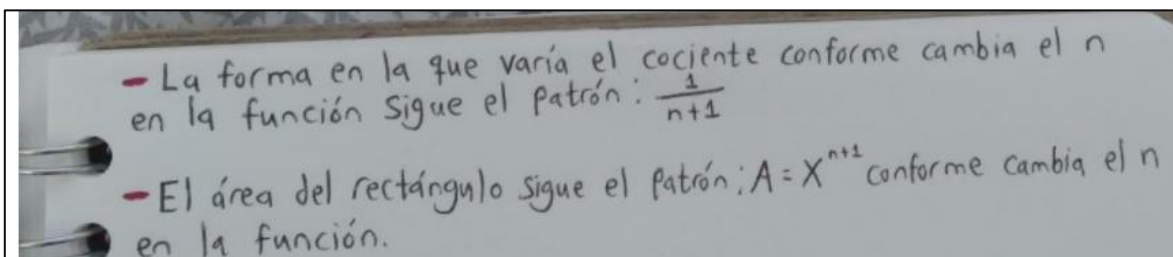 - La forma en la que varía el cociente conforme cambia el n
en la función sigue el patrón: 1/(n+1)
- El área del rectángulo sigue el patrón: A = X^(n+1) conforme cambia el n
en la función.